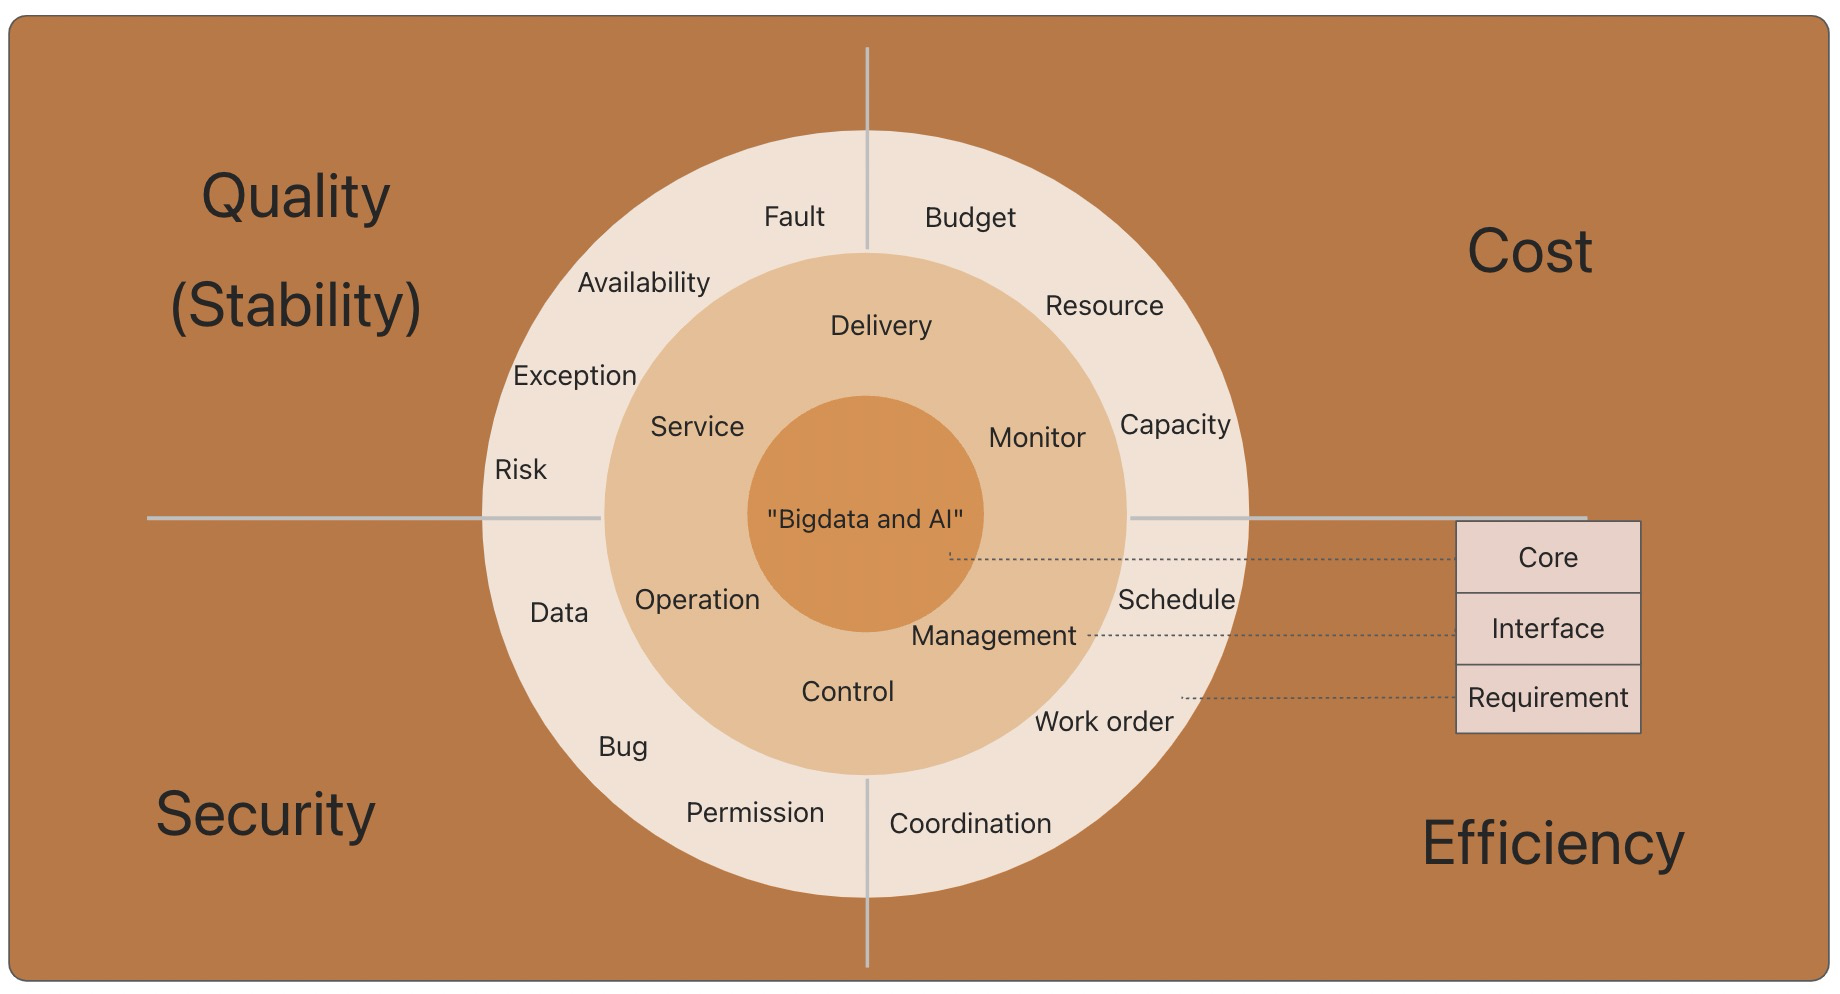 Quality
(Stability)
Cost
Fault
Budget
Availability
Resource
Exception
Capacity
Risk
Delivery
Service
Monitor
"Bigdata and AI"
Operation
Management
Control
Data
Schedule
Bug
Work order
Permission
Coordination
Core
Interface
Requirement
Security
Efficiency